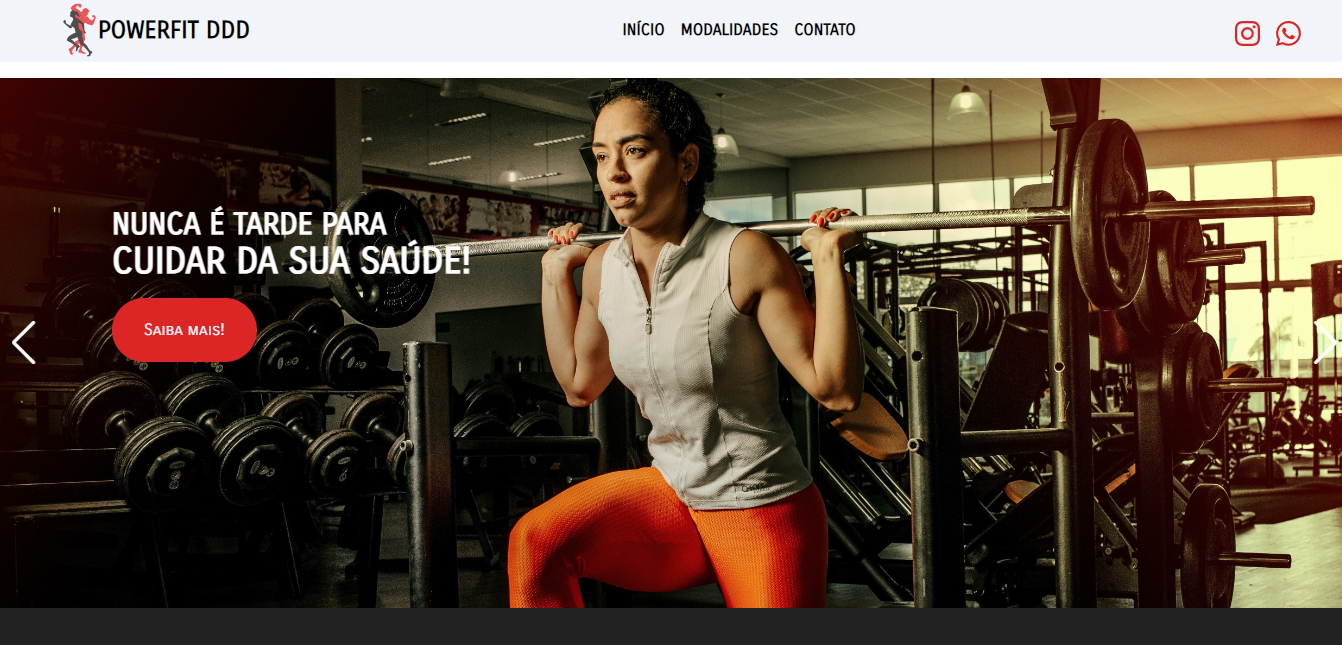 POWERFIT DDD
INÍCIO MODALIDADES CONTATO
NUNCA É TARDE PARA
CUIDAR DA SUA SAÚDE!
Saiba mais!